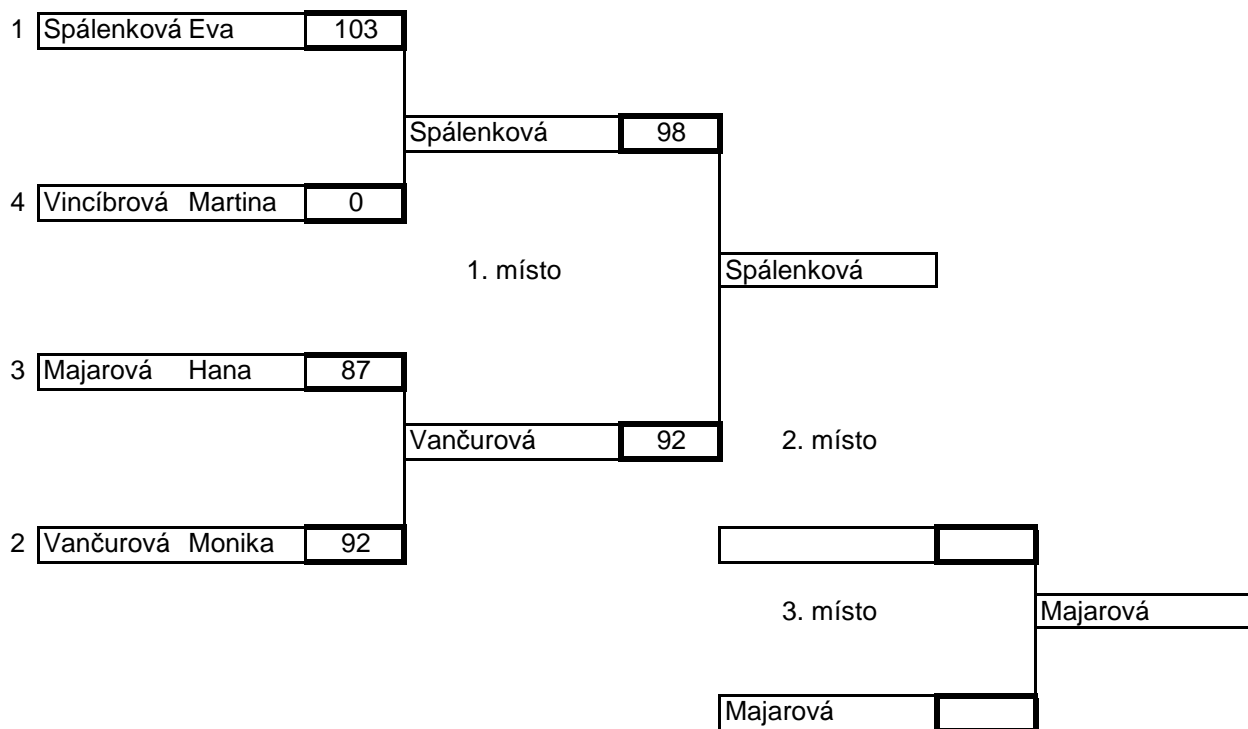 1 Spálenková Eva 103
Spálenková 98
4 Vincíbrová Martina 0
1. místo Spálenková
3 Majarová Hana 87
Vančurová 92 2. místo
2 Vančurová Monika 92
3. místo Majarová
Majarová